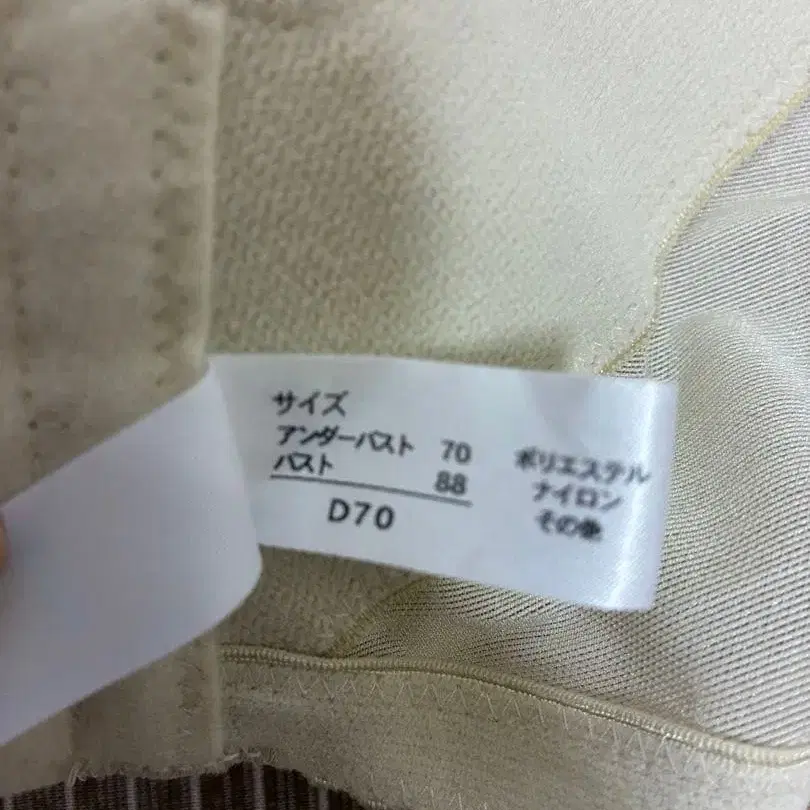 サイズ
アンダーバスト 70
バスト 88
D70
ポリエステル
ナイロン
その他